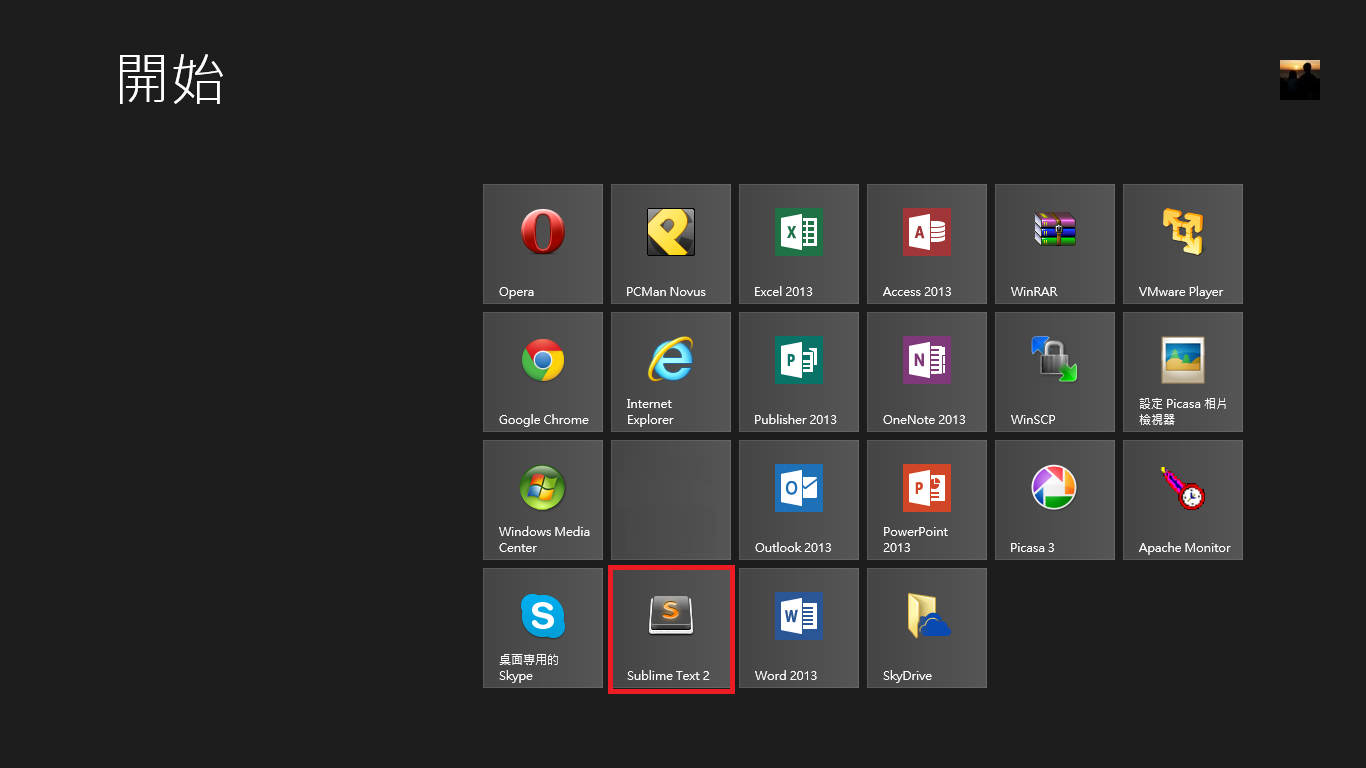 開始
Opera
PCMan Novus
Excel 2013
Access 2013
WinRAR
VMware Player
Google Chrome
Internet
Explorer
Publisher 2013
OneNote 2013
WinSCP
設定 Picasa 相片
檢視器
Windows Media
Center
Outlook 2013
PowerPoint
2013
Picasa 3
Apache Monitor
桌面專用的
Skype
Sublime Text 2
Word 2013
SkyDrive